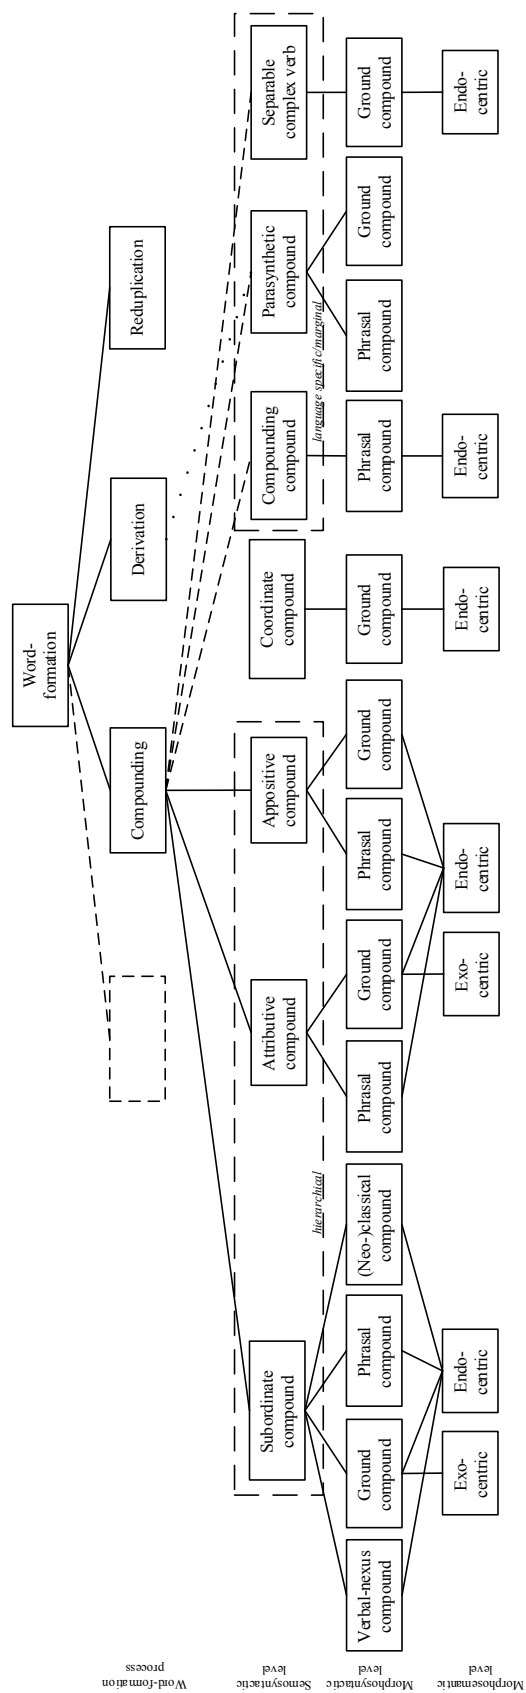 Word-
formation
Word-formation
process
Compounding
Derivation
Reduplication
Semosyntactic
level
Subordinate
compound
Attributive
compound
Appositive
compound
Coordinate
compound
Compounding
compound
Parasynthetic
compound
Separable
complex verb
hierarchical
language specific/marginal
Morphosyntactic
level
Verbal-nexus
compound
Ground
compound
Phrasal
compound
(Neo-)classical
compound
Phrasal
compound
Ground
compound
Phrasal
compound
Ground
compound
Ground
compound
Phrasal
compound
Phrasal
compound
Ground
compound
Ground
compound
Morphosemantic
level
Exo-
centric
Endo-
centric
Exo-
centric
Endo-
centric
Endo-
centric
Endo-
centric
Endo-
centric